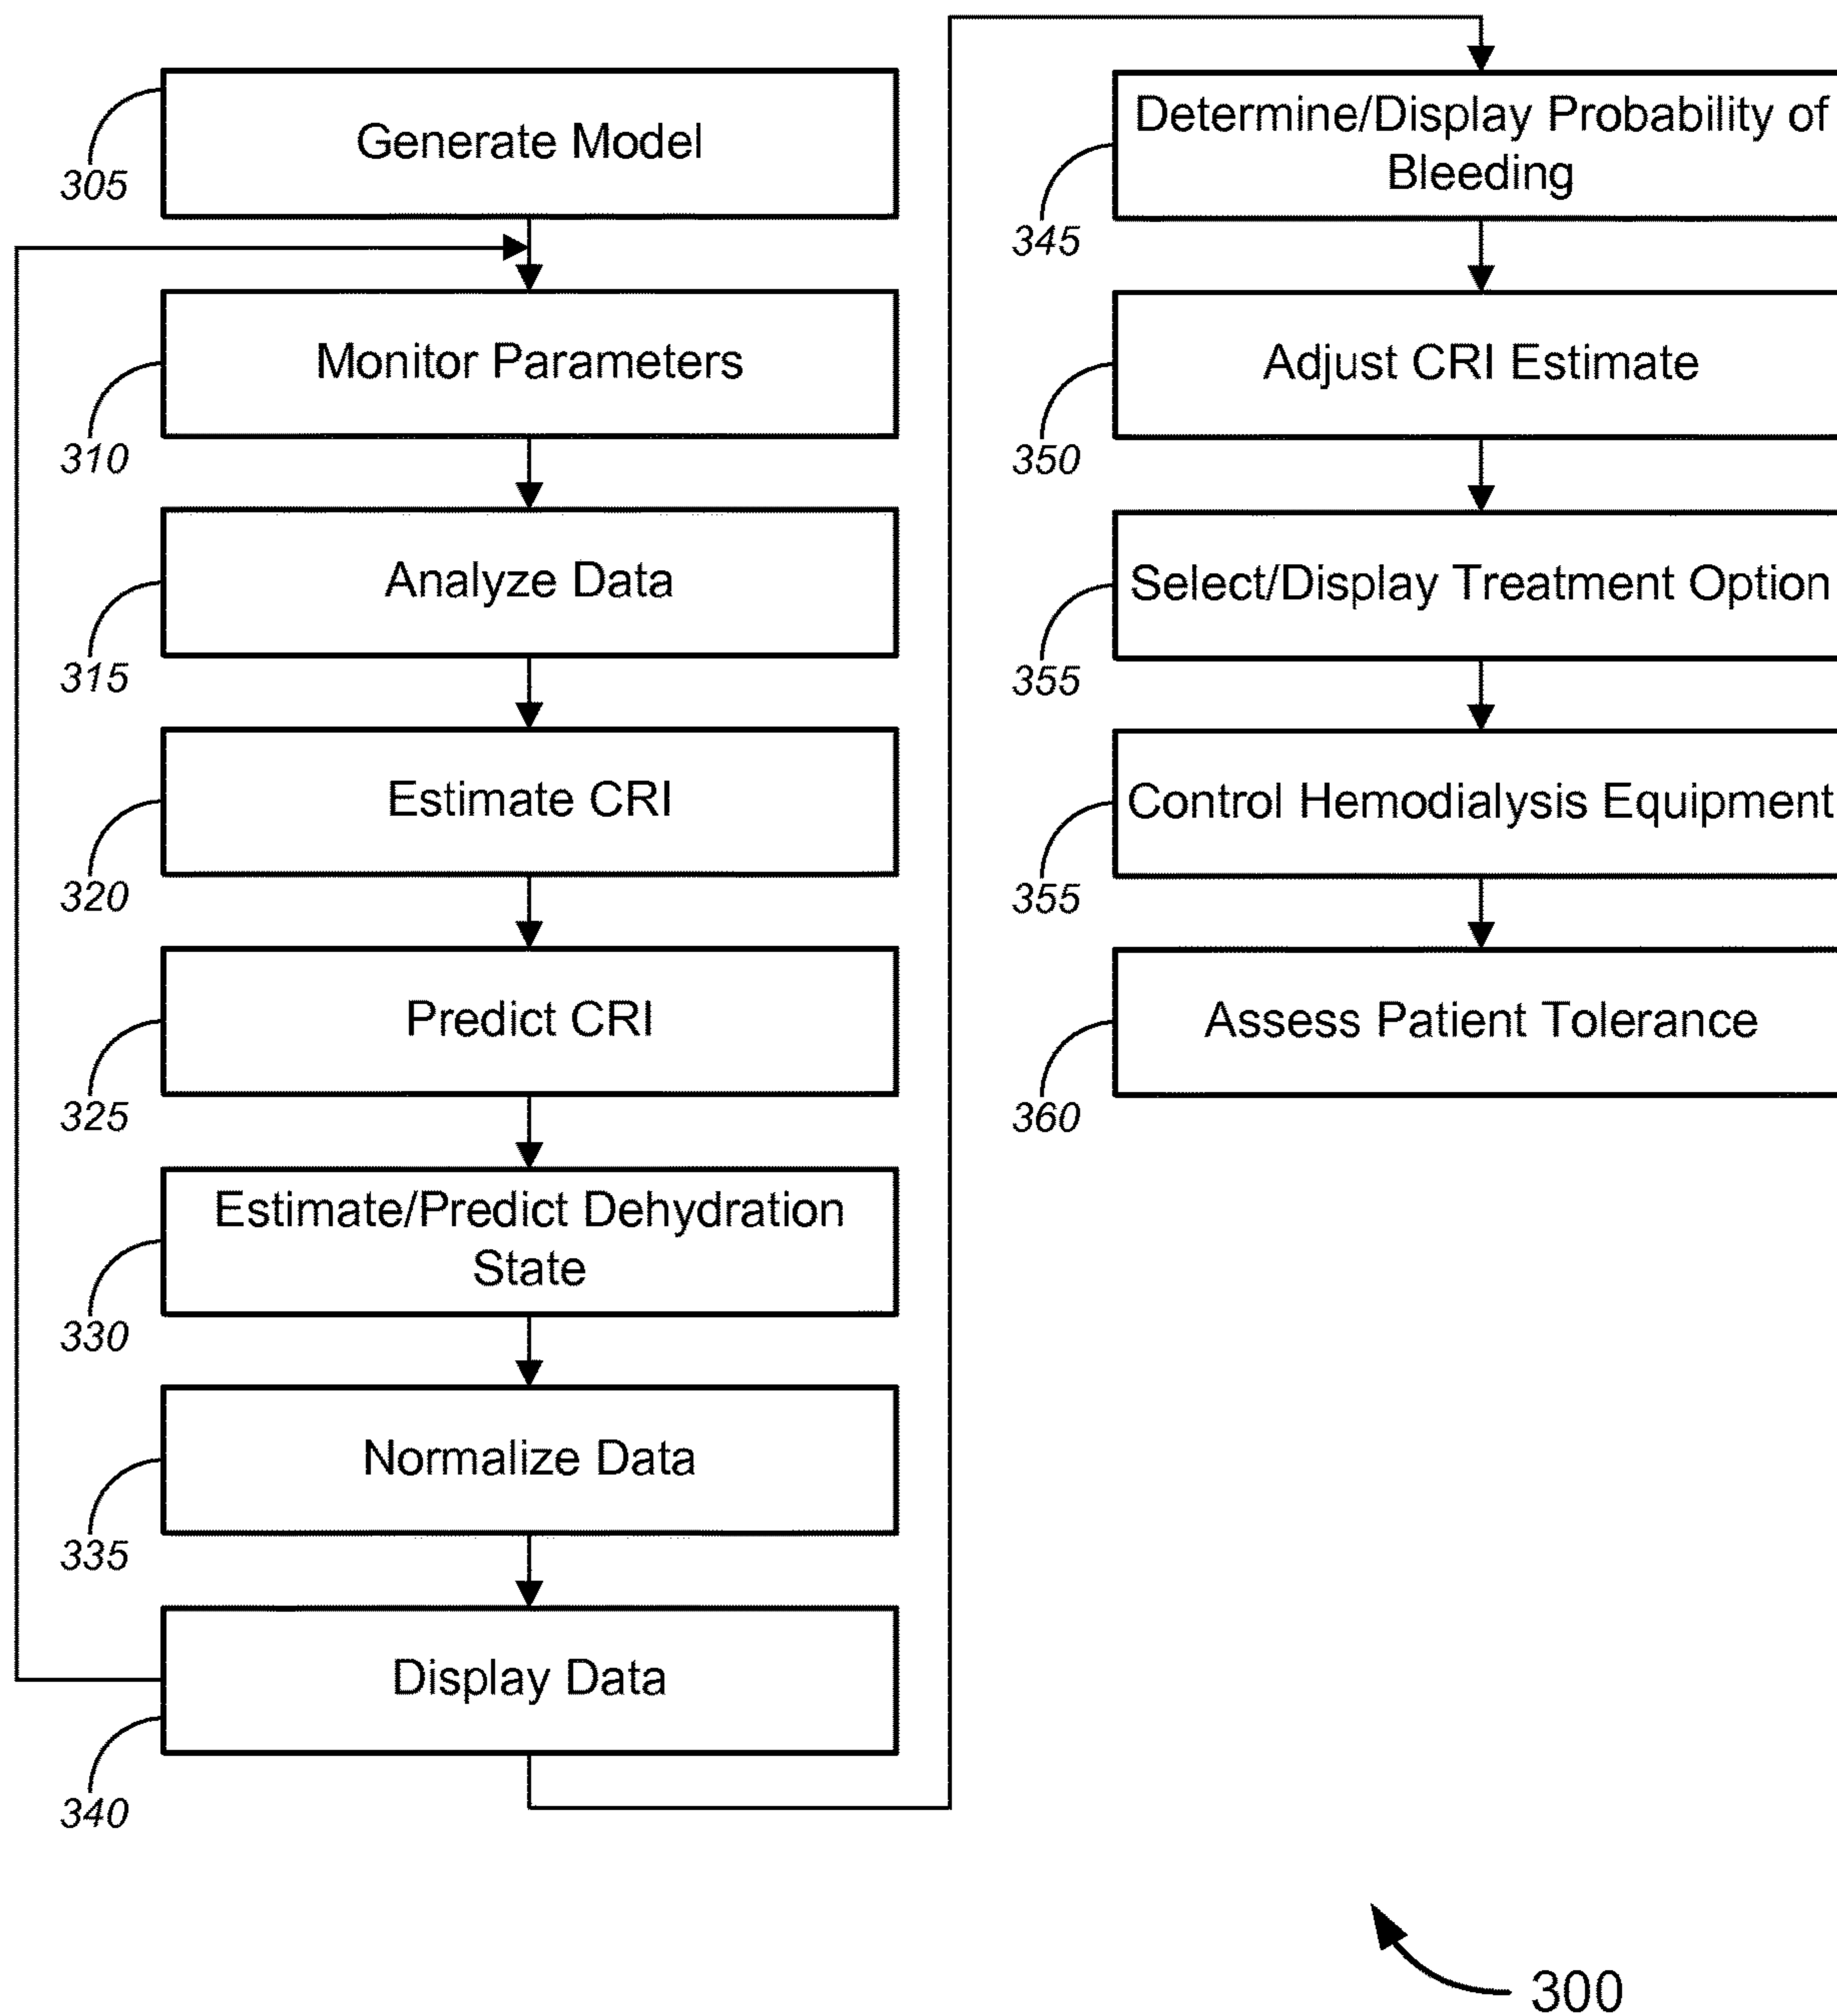 Generate Model
305
Monitor Parameters
310
Analyze Data
315
Estimate CRI
320
Predict CRI
325
Estimate/Predict Dehydration
State
330
Normalize Data
335
Display Data
340
Determine/Display Probability of
Bleeding
345
Adjust CRI Estimate
350
Select/Display Treatment Option
355
Control Hemodialysis Equipment
355
Assess Patient Tolerance
360
300